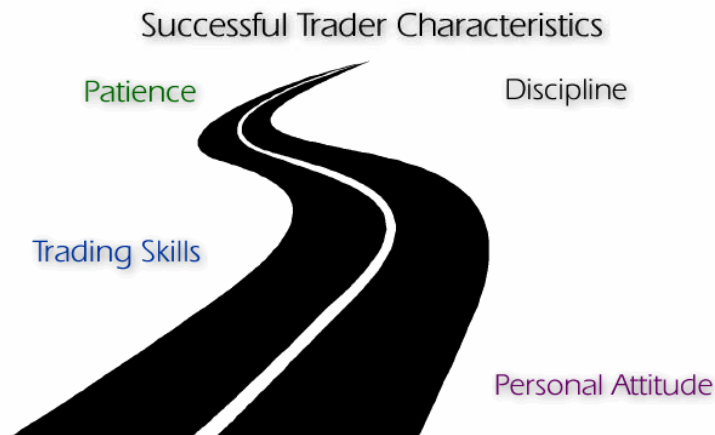 Successful Trader Characteristics
Patience
Discipline
Trading Skills
Personal Attitude